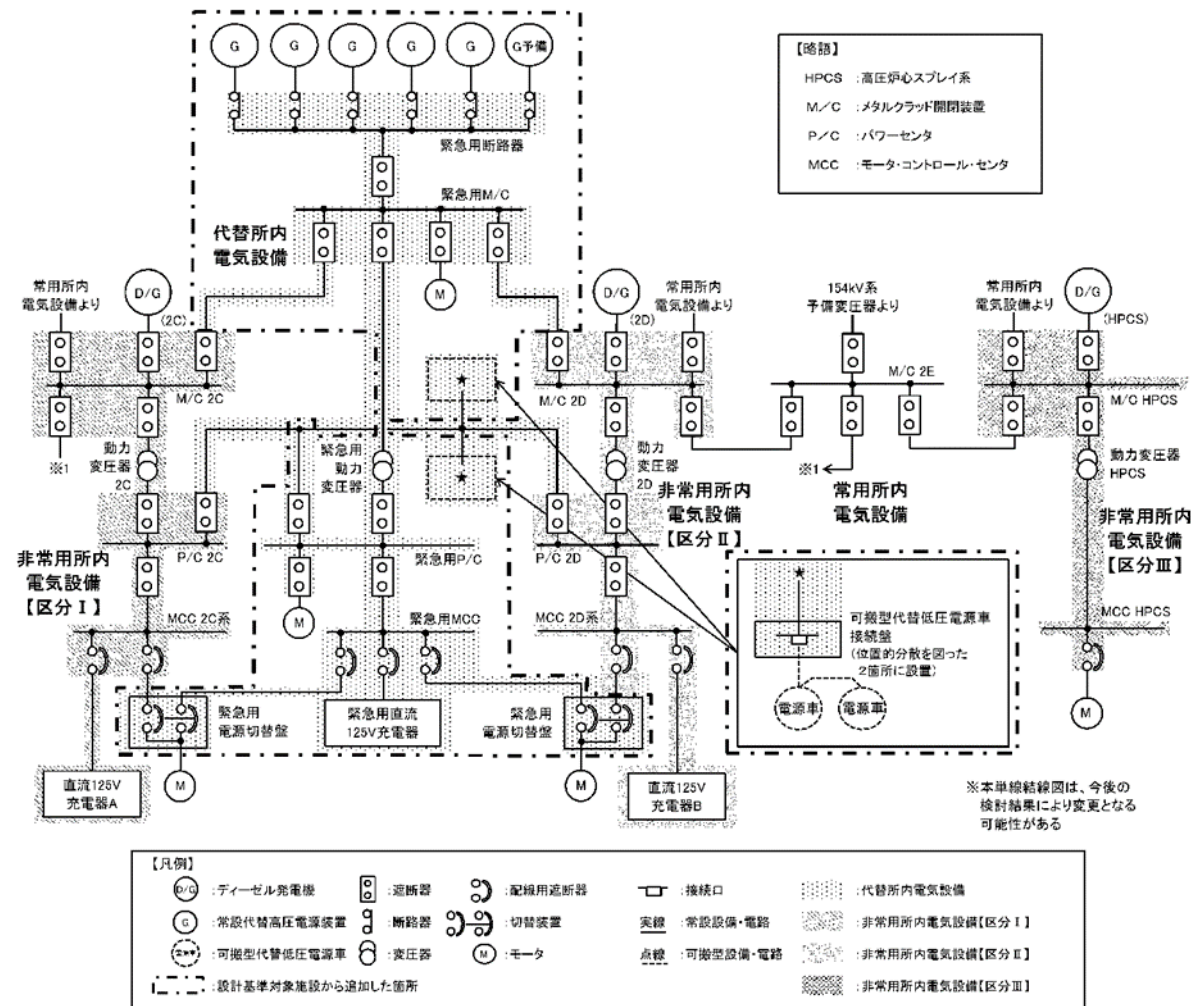 G
G
G
G
G
G予備
緊急用断路器
緊急用M/C
代替所内
電気設備
M
【略語】
HPCS :高圧炉心スプレイ系
M/C :メタルクラッド開閉装置
P/C :パワーセンタ
MCC :モータ・コントロール・センタ
常用所内
電気設備より
D/G
(2C)
M/C 2C
※1
動力
変圧器
2C
P/C 2C
非常用所内
電気設備
【区分Ⅰ】
MCC 2C系
緊急用
動力
変圧器
緊急用P/C
M
緊急用MCC
D/G
(2D)
常用所内
電気設備より
M/C 2D
動力
変圧器
2D
非常用所内
電気設備
【区分Ⅱ】
P/C 2D
MCC 2D系
154kV系
予備変圧器より
M/C 2E
※1
常用所内
電気設備
常用所内
電気設備より
D/G
(HPCS)
M/C HPCS
動力変圧器
HPCS
非常用所内
電気設備
【区分Ⅲ】
MCC HPCS
M
可搬型代替低圧電源車
接続盤
(位置的分散を図った
2箇所に設置)
電源車
電源車
緊急用
電源切替盤
緊急用直流
125V充電器
緊急用
電源切替盤
M
M
直流125V
充電器A
直流125V
充電器B
※本単線結線図は、今後の
検討結果により変更となる
可能性がある
【凡例】
D/G :ディーゼル発電機
:遮断器
:配線用遮断器
:接続口
:代替所内電気設備
G :常設代替高圧電源装置
:断路器
:切替装置
実線 :常設設備・電路
:非常用所内電気設備【区分Ⅰ】
電源車 :可搬型代替低圧電源車
:変圧器
M :モータ
点線 :可搬型設備・電路
:非常用所内電気設備【区分Ⅱ】
:設計基準対象施設から追加した箇所
:非常用所内電気設備【区分Ⅲ】